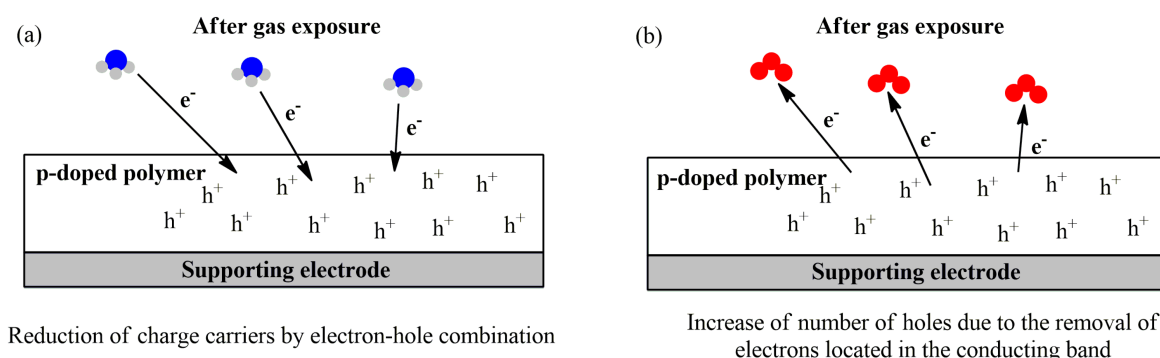 (a)
After gas exposure
e-
e-
e-
p-doped polymer
h+ h+ h+ h+ h+
h+ h+ h+ h+ h+ h+
Supporting electrode
Reduction of charge carriers by electron-hole combination
(b)
After gas exposure
e-
e-
e-
p-doped polymer
h+ h+ h+ h+ h+
h+ h+ h+ h+ h+ h+
Supporting electrode
Increase of number of holes due to the removal of
electrons located in the conducting band